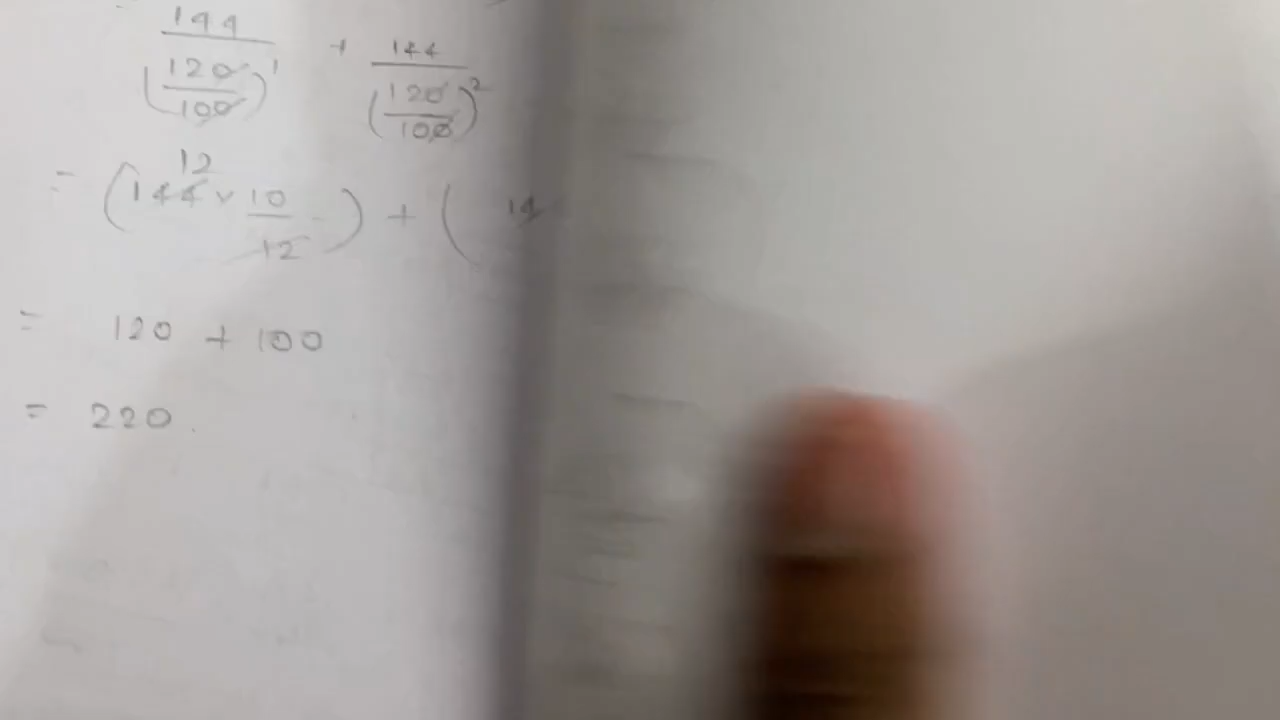 144 + 144
(120/100)^1 (120/100)^2
12
= (144 × 10/12) + ( 14
= 120 + 100
= 220.